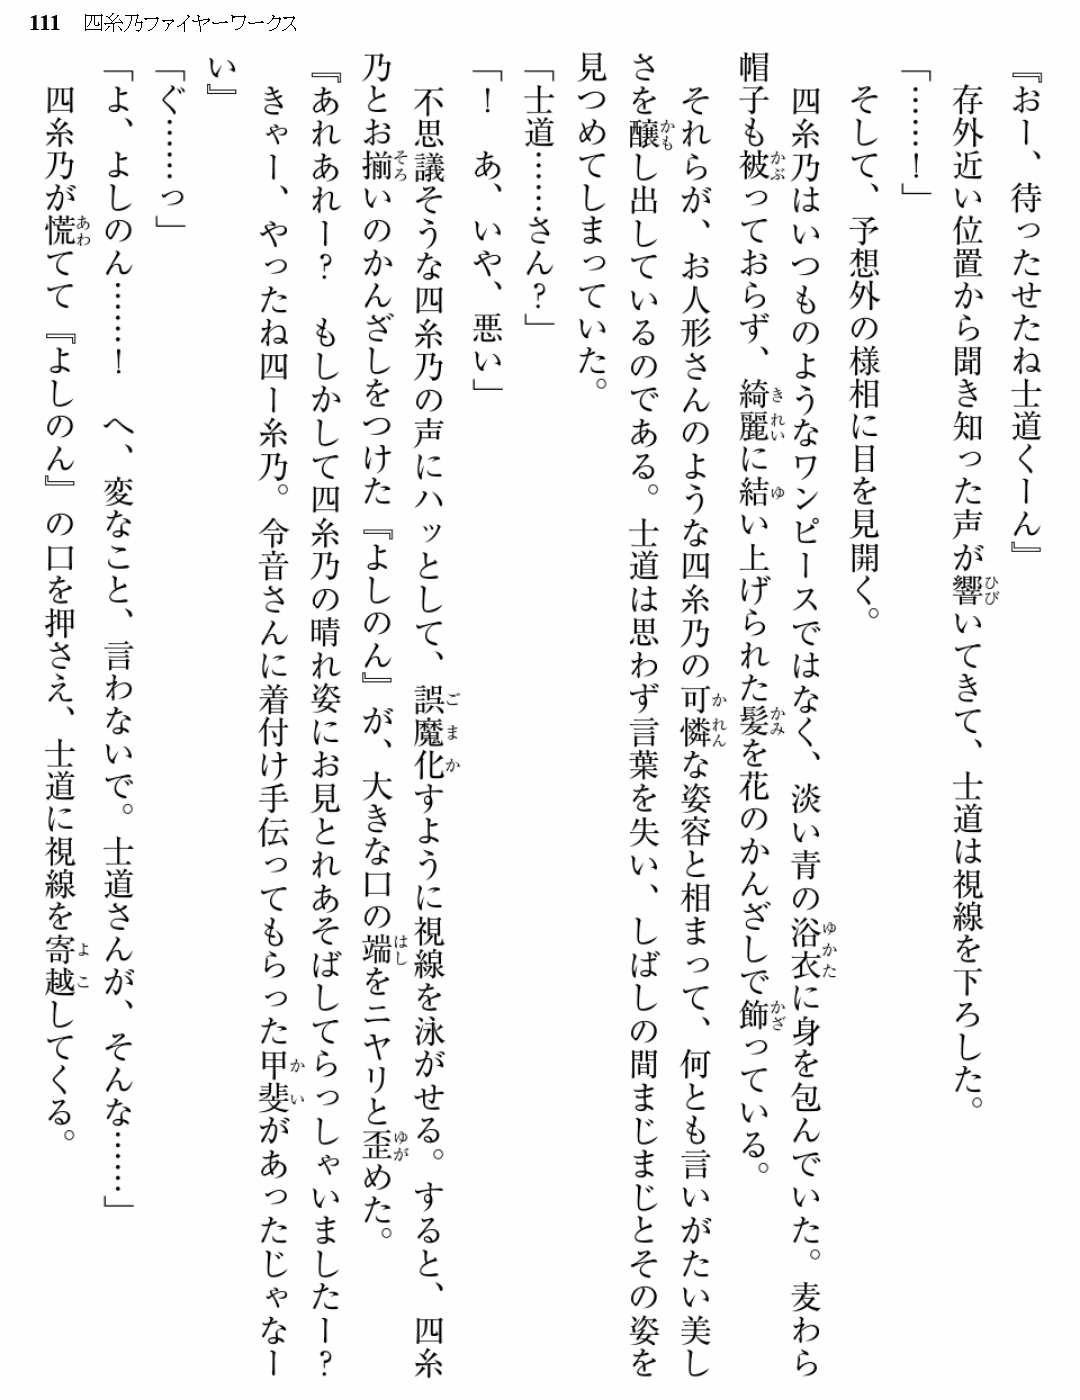 111　四糸乃ファイヤーワークス
『おー、待ったせたね士道くーん』
存外近い位置から聞き知った声が響いてきて、士道は視線を下ろした。
「……！」
そして、予想外の様相に目を見開く。
四糸乃はいつものようなワンピースではなく、淡い青の浴衣に身を包んでいた。麦わら
帽子も被っておらず、綺麗に結い上げられた髪を花のかんざしで飾っている。
それらが、お人形さんのような四糸乃の可憐な姿容と相まって、何とも言いがたい美し
さを醸し出しているのである。士道は思わず言葉を失い、しばしの間まじまじとその姿を
見つめてしまっていた。
「士道……さん？」
「！　あ、いや、悪い」
不思議そうな四糸乃の声にハッとして、誤魔化すように視線を泳がせる。すると、四糸
乃とお揃いのかんざしをつけた『よしのん』が、大きな口の端をニヤリと歪めた。
『あれあれー？　もしかして四糸乃の晴れ姿にお見とれあそばしてらっしゃいましたー？
きゃー、やったね四ー糸乃。令音さんに着付け手伝ってもらった甲斐があったじゃなー
い』
「ぐ……っ」
「よ、よしのん……！　へ、変なこと、言わないで。士道さんが、そんな……」
四糸乃が慌てて『よしのん』の口を押さえ、士道に視線を寄越してくる。